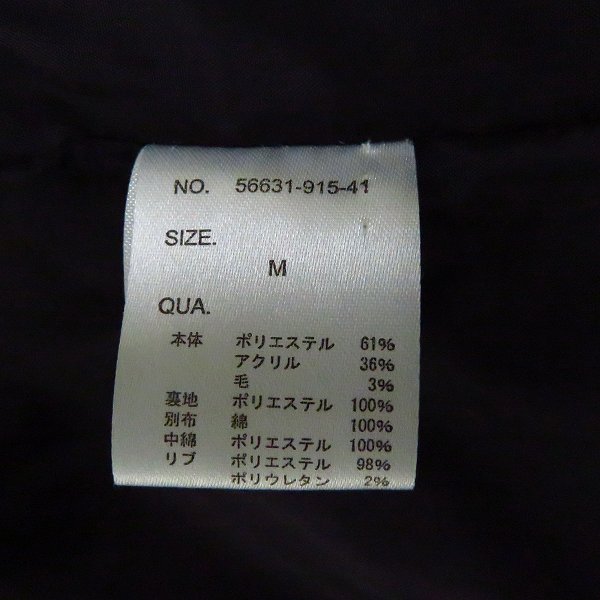 NO. 56631-915-41
SIZE.
M
QUA.
本体 ポリエステル 61%
アクリル 36%
毛 3%
裏地 ポリエステル 100%
別布 綿 100%
中綿 ポリエステル 100%
リブ ポリエステル 98%
ポリウレタン 2%